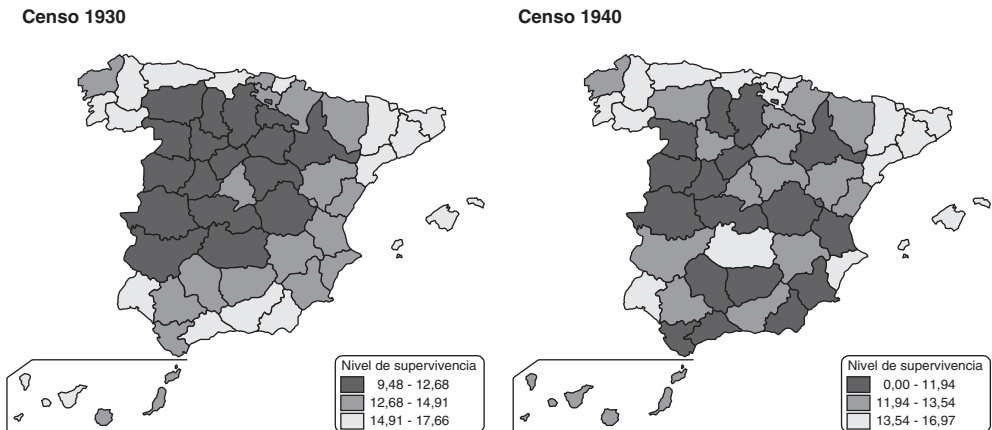 Censo 1930
Nivel de supervivencia
9,48 - 12,68
12,68 - 14,91
14,91 - 17,66
Censo 1940
Nivel de supervivencia
0,00 - 11,94
11,94 - 13,54
13,54 - 16,97